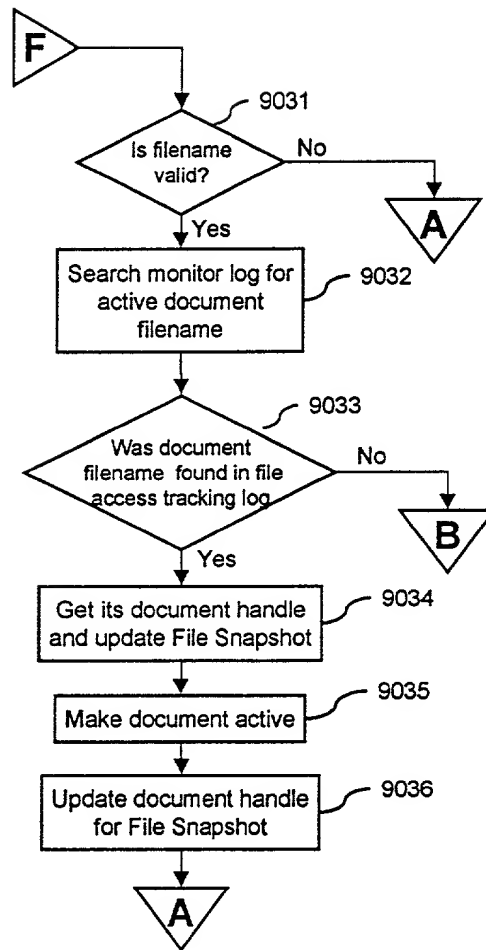 F
9031
Is filename
valid?
No
A
Yes
Search monitor log for
active document
filename
9032
9033
Was document
filename found in file
access tracking log
No
B
Yes
Get its document handle
and update File Snapshot
9034
Make document active
9035
Update document handle
for File Snapshot
9036
A